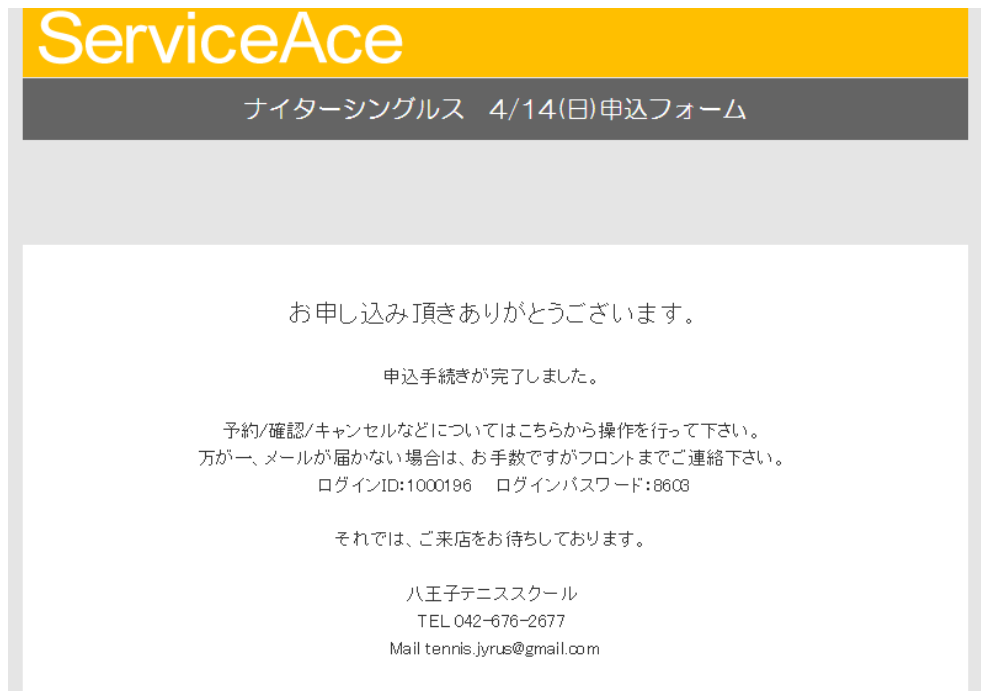 ServiceAce
ナイターシングルス　4/14(日)申込フォーム
お申し込み頂きありがとうございます。
申込手続きが完了しました。
予約/確認/キャンセルなどについてはこちらから操作を行って下さい。
万が一、メールが届かない場合は、お手数ですがフロントまでご連絡下さい。
ログインID:1000196　ログインパスワード:8603
それでは、ご来店をお待ちしております。
八王子テニススクール
TEL 042-676-2677
Mail tennis.jyrus@gmail.com